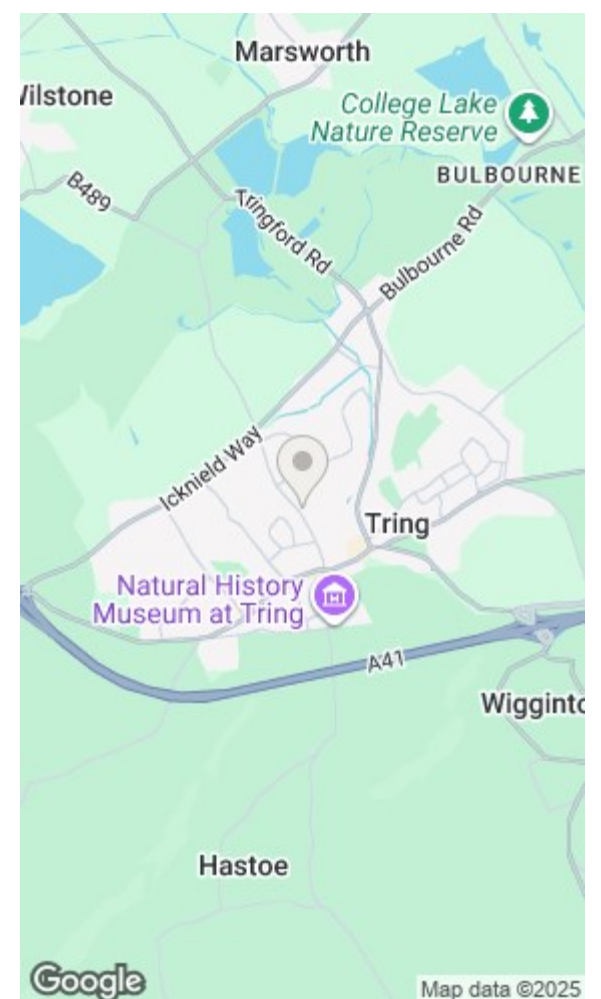 Marsworth
Wilstone
College Lake
Nature Reserve
BULBOURNE
B489
Tringford Rd
Bulbourne Rd
Icknield Way
Tring
Natural History
Museum at Tring
A41
Wigginto
Hastoe
Google
Map data ©2025